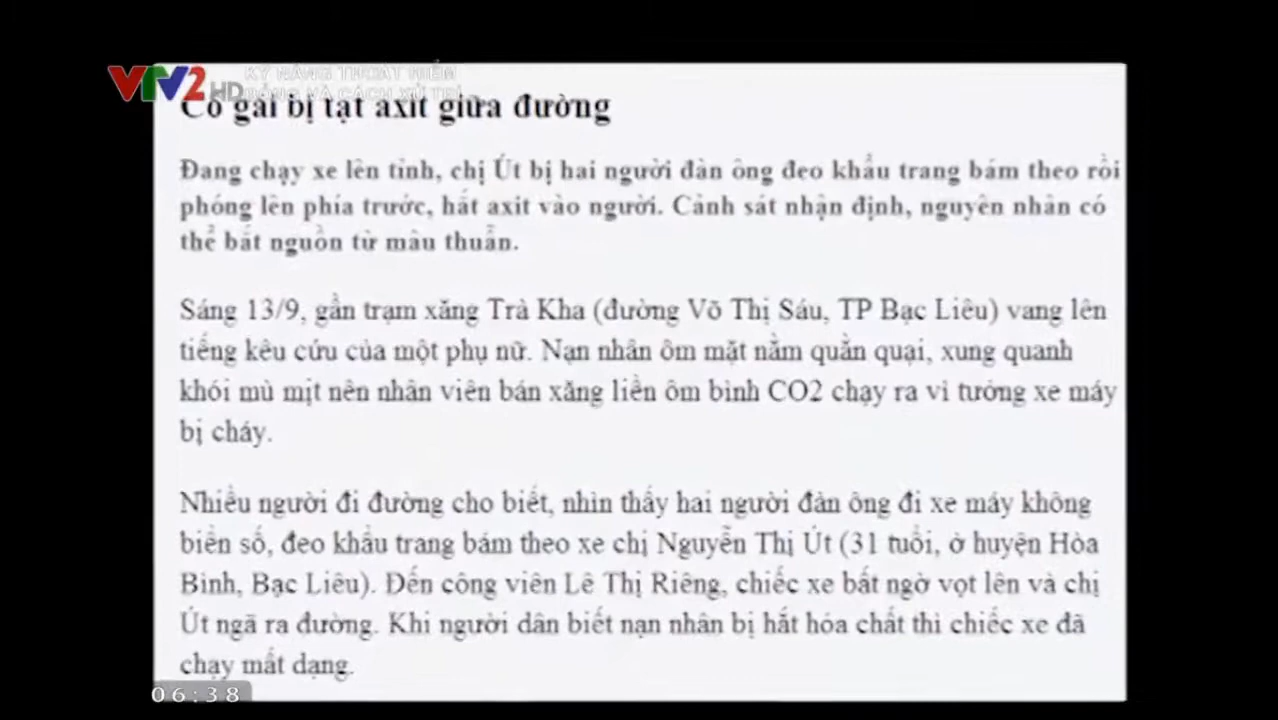 VTV2 HD
KỸ NĂNG THOÁT HIỂM
BỎNG VÀ CÁCH XỬ TRÍ
Cô gái bị tạt axit giữa đường
Đang chạy xe lên tỉnh, chị Út bị hai người đàn ông đeo khẩu trang bám theo rồi
phóng lên phía trước, hắt axit vào người. Cảnh sát nhận định, nguyên nhân có
thể bắt nguồn từ mâu thuẫn.
Sáng 13/9, gần trạm xăng Trà Kha (đường Võ Thị Sáu, TP Bạc Liêu) vang lên
tiếng kêu cứu của một phụ nữ. Nạn nhân ôm mặt nằm quằn quại, xung quanh
khói mù mịt nên nhân viên bán xăng liền ôm bình CO2 chạy ra vì tưởng xe máy
bị cháy.
Nhiều người đi đường cho biết, nhìn thấy hai người đàn ông đi xe máy không
biển số, đeo khẩu trang bám theo xe chị Nguyễn Thị Út (31 tuổi, ở huyện Hòa
Bình, Bạc Liêu). Đến công viên Lê Thị Riêng, chiếc xe bất ngờ vọt lên và chị
Út ngã ra đường. Khi người dân biết nạn nhân bị hắt hóa chất thì chiếc xe đã
chạy mất dạng.
06:38